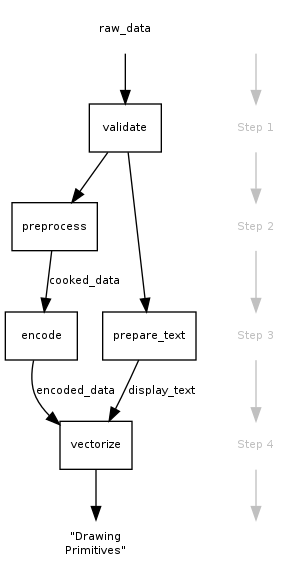 raw_data
validate
Step 1
preprocess
Step 2
cooked_data
encode
prepare_text
Step 3
encoded_data
display_text
vectorize
Step 4
"Drawing
Primitives"